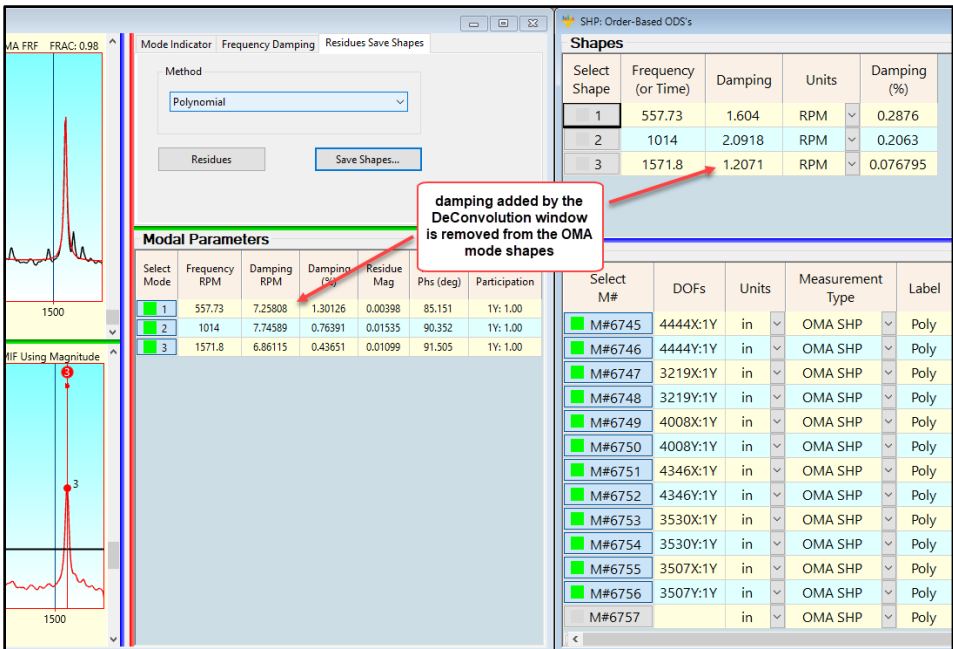 MA FRF FRAC: 0.98
1500
MIF Using Magnitude
3
3
1500
Mode Indicator Frequency Damping Residues Save Shapes
Method
Polynomial
Residues Save Shapes...
damping added by the
DeConvolution window
is removed from the OMA
mode shapes
Modal Parameters
Select Mode Frequency RPM Damping RPM Damping (%) Residue Mag Phs (deg) Participation
1 557.73 7.25808 1.30126 0.00398 85.151 1Y: 1.00
2 1014 7.74589 0.76391 0.01535 90.352 1Y: 1.00
3 1571.8 6.86115 0.43651 0.01099 91.505 1Y: 1.00
SHP: Order-Based ODS's
Shapes
Select Shape Frequency (or Time) Damping Units Damping (%)
1 557.73 1.604 RPM 0.2876
2 1014 2.0918 RPM 0.2063
3 1571.8 1.2071 RPM 0.076795
Select M# DOFs Units Measurement Type Label
M#6745 4444X:1Y in OMA SHP Poly
M#6746 4444Y:1Y in OMA SHP Poly
M#6747 3219X:1Y in OMA SHP Poly
M#6748 3219Y:1Y in OMA SHP Poly
M#6749 4008X:1Y in OMA SHP Poly
M#6750 4008Y:1Y in OMA SHP Poly
M#6751 4346X:1Y in OMA SHP Poly
M#6752 4346Y:1Y in OMA SHP Poly
M#6753 3530X:1Y in OMA SHP Poly
M#6754 3530Y:1Y in OMA SHP Poly
M#6755 3507X:1Y in OMA SHP Poly
M#6756 3507Y:1Y in OMA SHP Poly
M#6757 in OMA SHP Poly